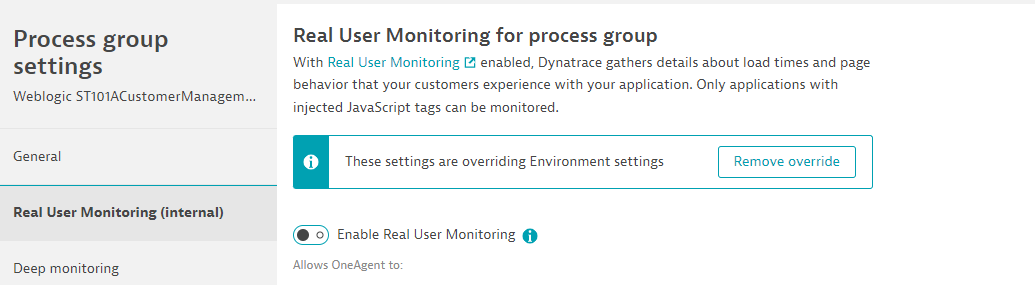 Process group
settings
Weblogic ST101ACustomerManagem...
General
Real User Monitoring (internal)
Deep monitoring
Real User Monitoring for process group
With Real User Monitoring enabled, Dynatrace gathers details about load times and page
behavior that your customers experience with your application. Only applications with
injected JavaScript tags can be monitored.
These settings are overriding Environment settings
Remove override
Enable Real User Monitoring
Allows OneAgent to: